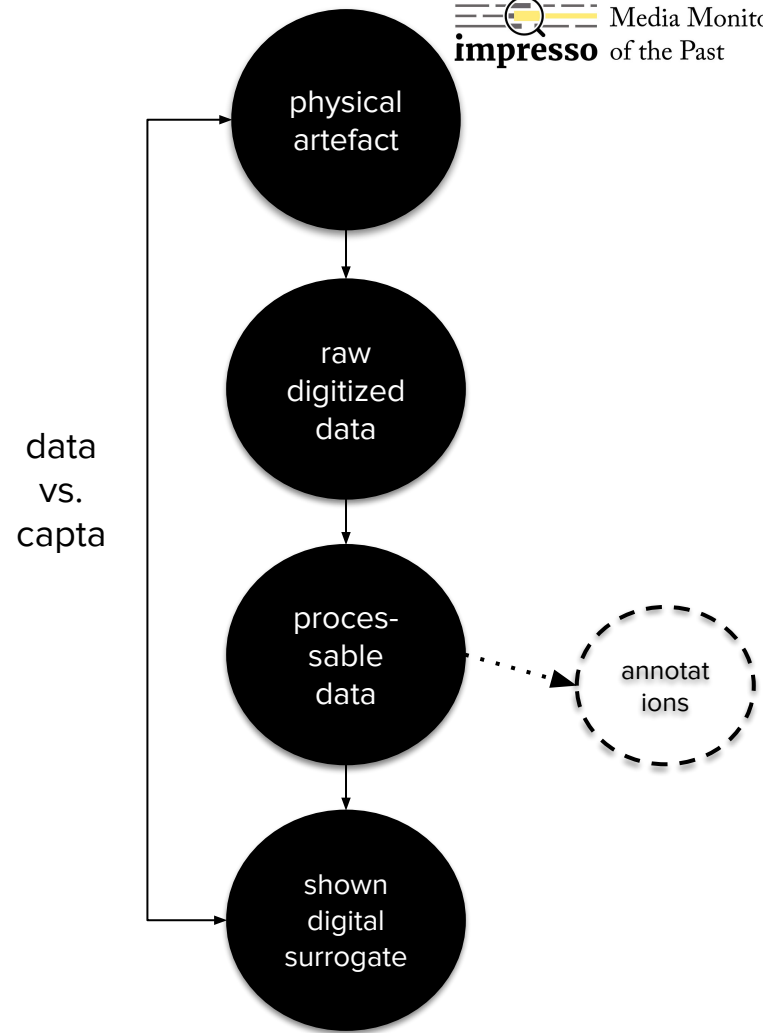 impresso
Media Monito
of the Past
physical
artefact
raw
digitized
data
data
vs.
capta
proces-
sable
data
annotat
ions
shown
digital
surrogate